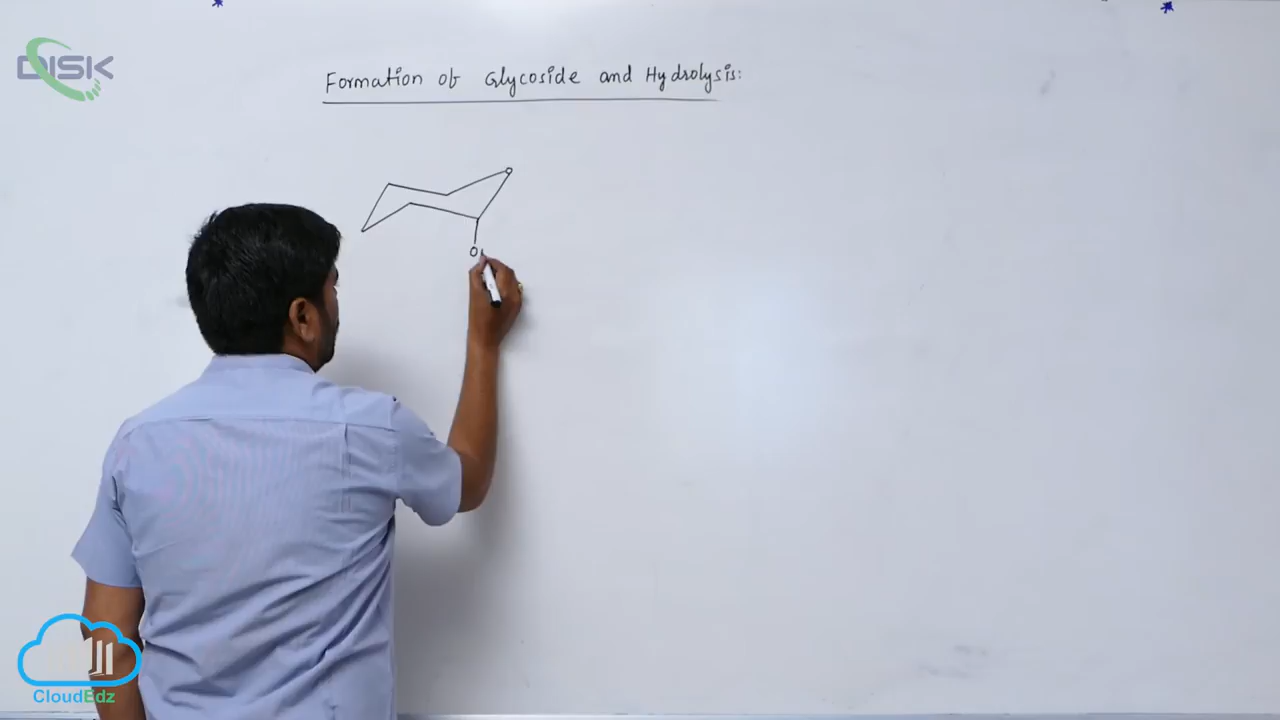 DISK
Formation of Glycoside and Hydrolysis:
O
O
CloudEdz